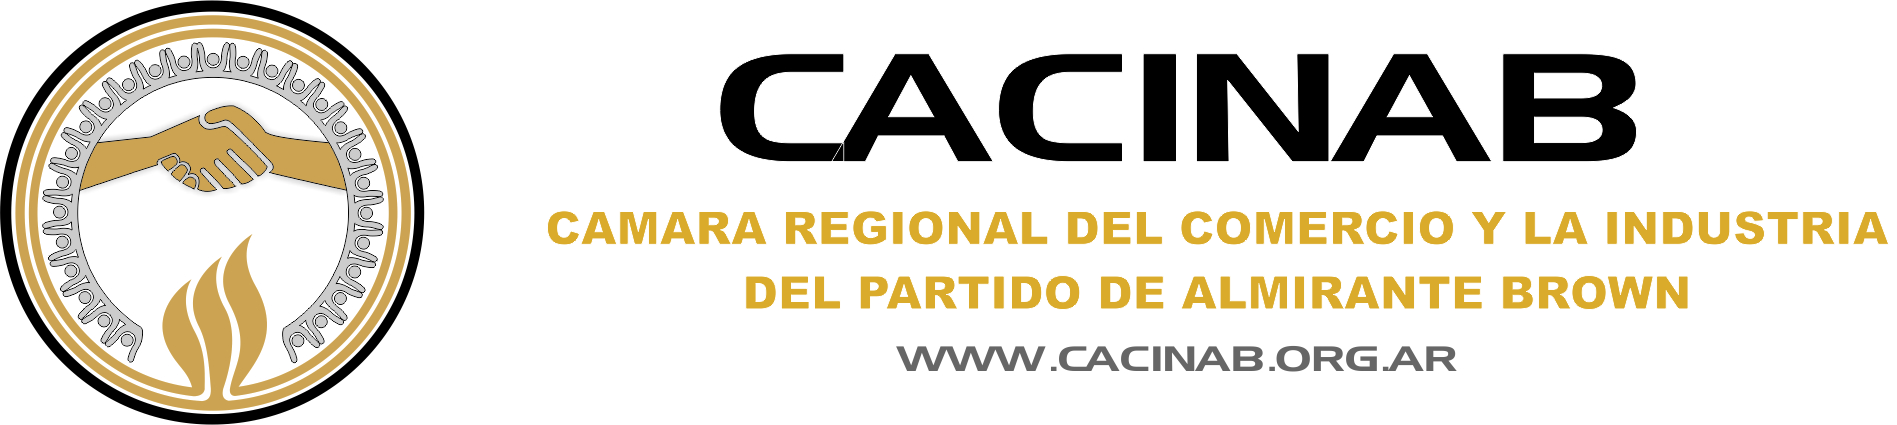 CACINAB
CAMARA REGIONAL DEL COMERCIO Y LA INDUSTRIA
DEL PARTIDO DE ALMIRANTE BROWN
WWW.CACINAB.ORG.AR